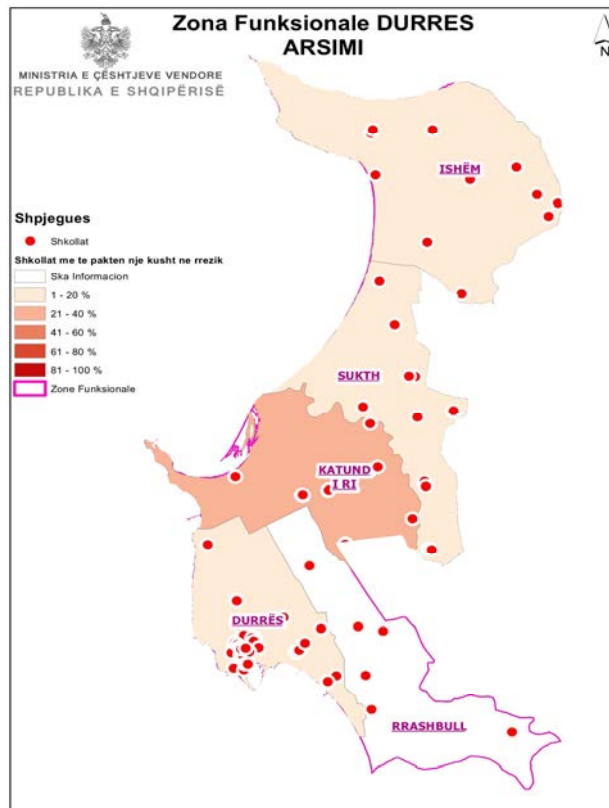 Zona Funksionale DURRES
ARSIMI
N
MINISTRIA E ÇËSHTJEVE VENDORE
REPUBLIKA E SHQIPËRISË
ISHËM
Shpjegues
Shkollat
Shkollat me te pakten nje kusht ne rrezik
Ska Informacion
1 - 20 %
21 - 40 %
41 - 60 %
61 - 80 %
81 - 100 %
Zone Funksionale
SUKTH
KATUND
I RI
DURRËS
RRASHBULL